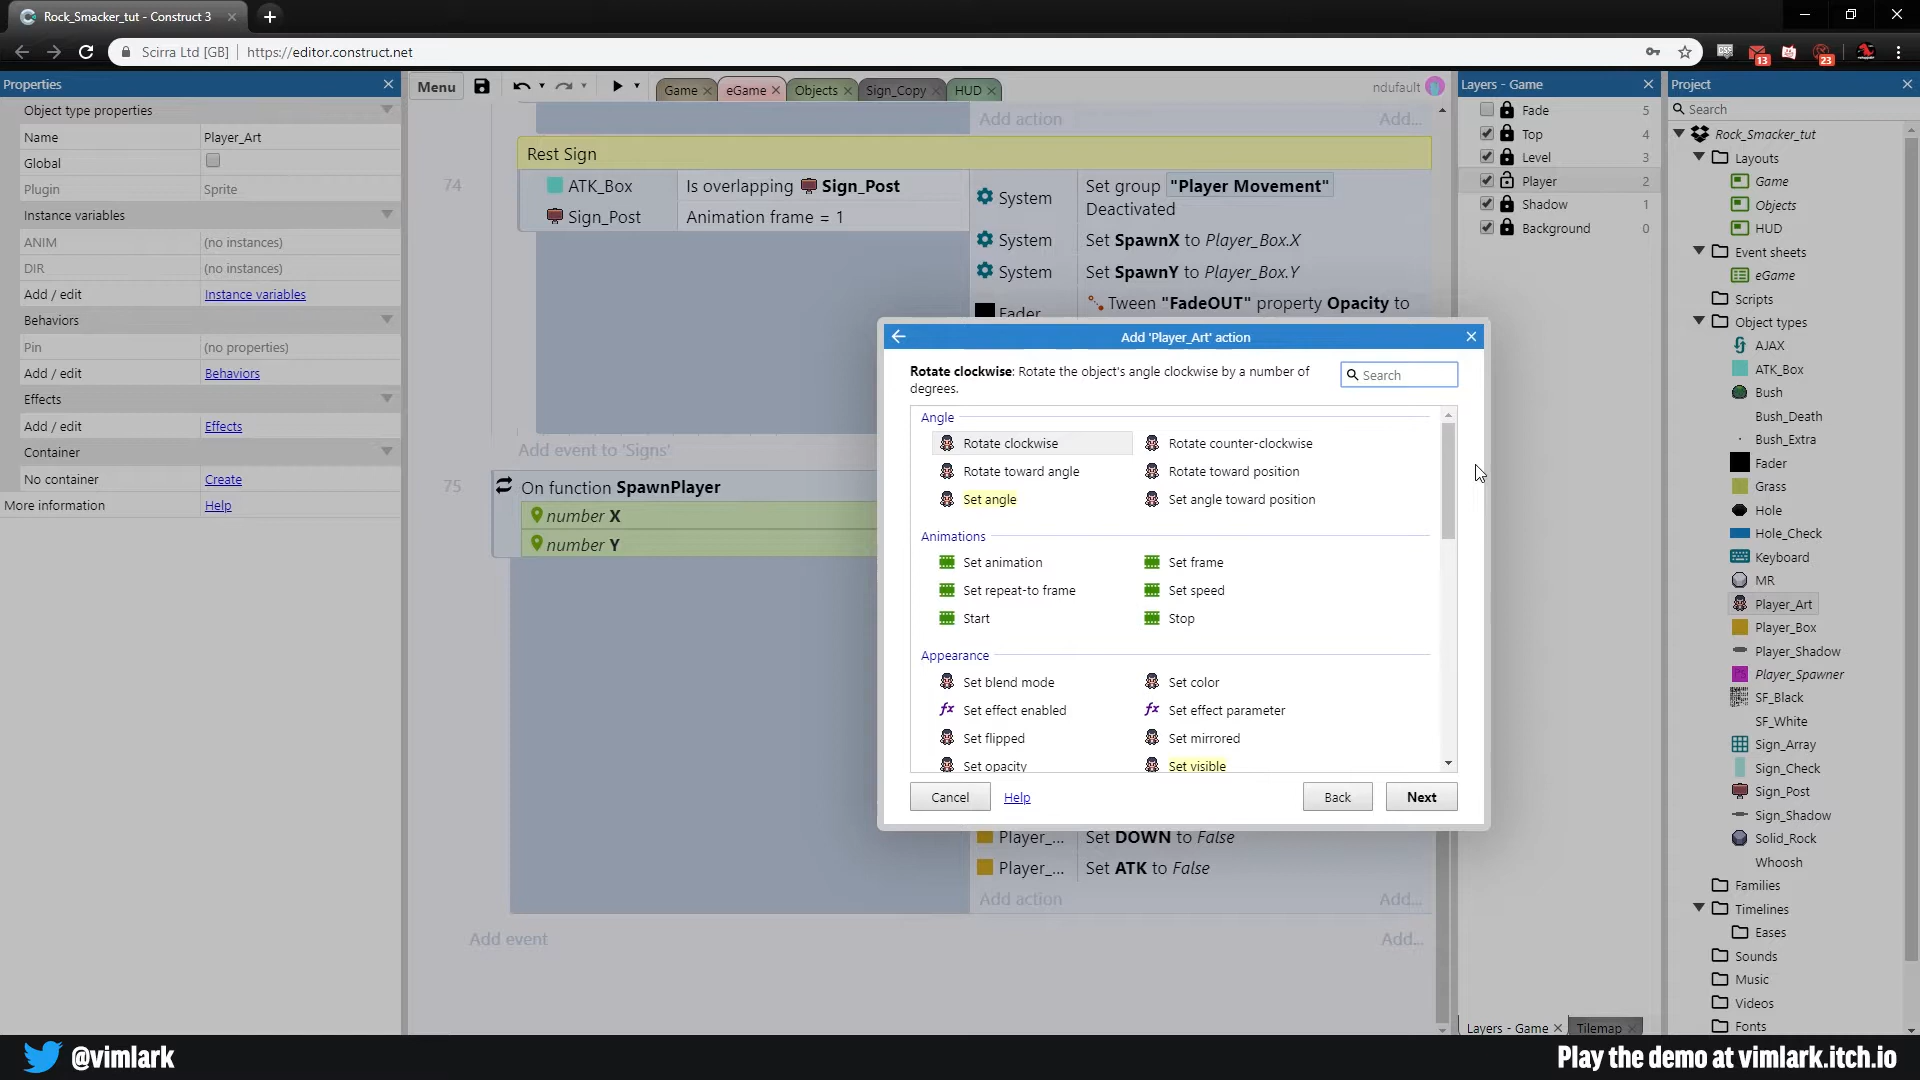 Rock_Smacker_tut - Construct 3
Scirra Ltd [GB] https://editor.construct.net
13
23
Properties
Object type properties
Name Player_Art
Global
Plugin Sprite
Instance variables
ANIM (no instances)
DIR (no instances)
Add / edit Instance variables
Behaviors
Pin (no properties)
Add / edit Behaviors
Effects
Add / edit Effects
Container
No container Create
More information Help
Menu
Game
eGame
Objects
Sign_Copy
HUD
ndufault
Add action Add...
Rest Sign
74
ATK_Box Is overlapping Sign_Post
Sign_Post Animation frame = 1
System Set group "Player Movement"
Deactivated
System Set SpawnX to Player_Box.X
System Set SpawnY to Player_Box.Y
Fader Tween "FadeOUT" property Opacity to
Add event to 'Signs'
75
On function SpawnPlayer
number X
number Y
Add 'Player_Art' action
Rotate clockwise: Rotate the object's angle clockwise by a number of
degrees.
Search
Angle
Rotate clockwise Rotate counter-clockwise
Rotate toward angle Rotate toward position
Set angle Set angle toward position
Animations
Set animation Set frame
Set repeat-to frame Set speed
Start Stop
Appearance
Set blend mode Set color
fx Set effect enabled fx Set effect parameter
Set flipped Set mirrored
Set opacity Set visible
Cancel Help Back Next
Player_... Set DOWN to False
Player_... Set ATK to False
Add action Add...
Add event Add...
Layers - Game
Fade 5
Top 4
Level 3
Player 2
Shadow 1
Background 0
Layers - Game
Tilemap
Project
Search
Rock_Smacker_tut
Layouts
Game
Objects
HUD
Event sheets
eGame
Scripts
Object types
AJAX
ATK_Box
Bush
Bush_Death
Bush_Extra
Fader
Grass
Hole
Hole_Check
Keyboard
MR
Player_Art
Player_Box
Player_Shadow
Player_Spawner
SF_Black
SF_White
Sign_Array
Sign_Check
Sign_Post
Sign_Shadow
Solid_Rock
Whoosh
Families
Timelines
Eases
Sounds
Music
Videos
Fonts
@vimlark
Play the demo at vimlark.itch.io